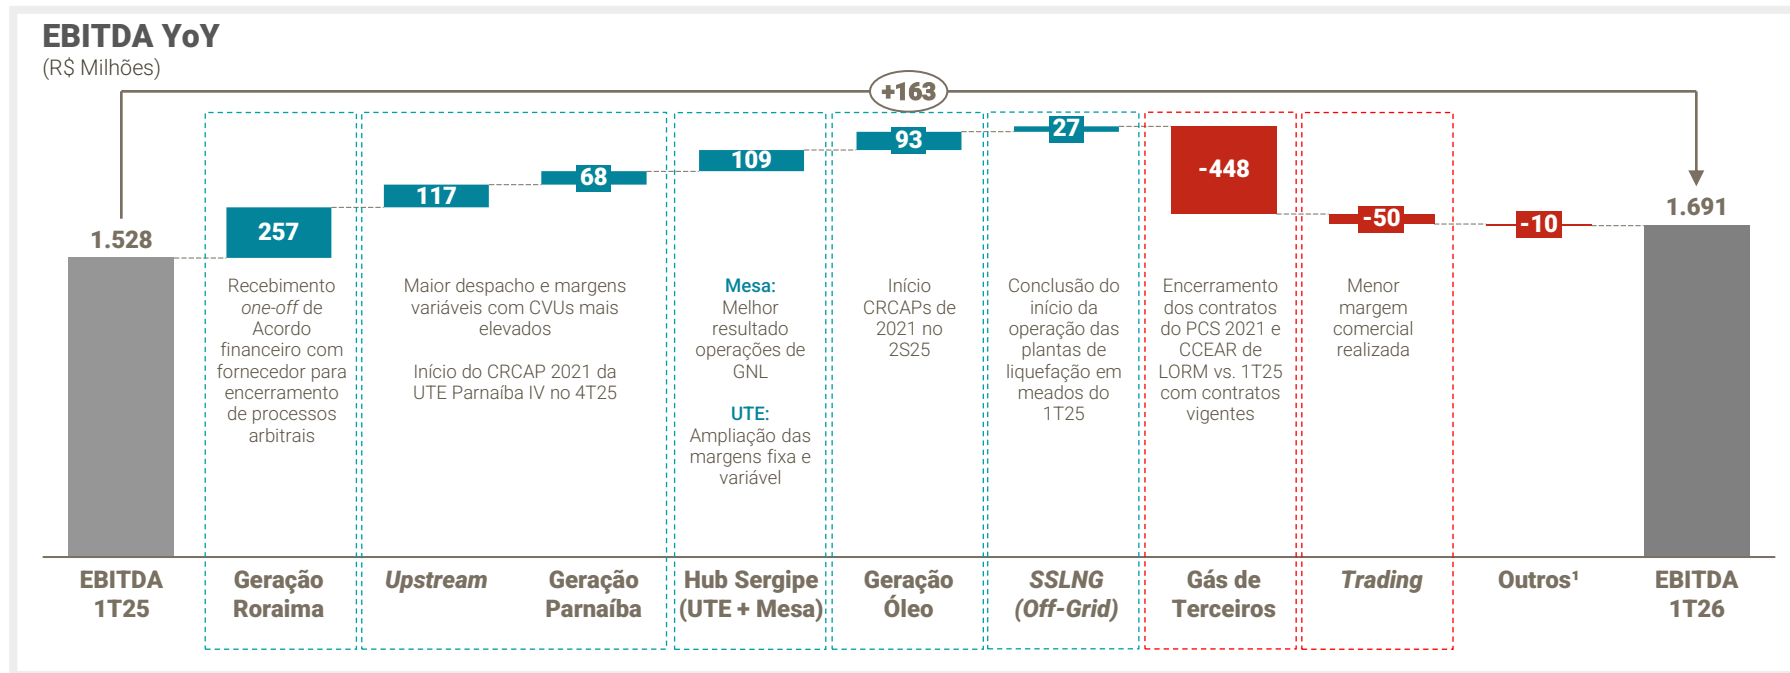 EBITDA YoY
(R$ Milhões)
+163
1.528
257
117
68
109
93
27
-448
-50
-10
1.691
Recebimento
one-off de
Acordo
financeiro com
fornecedor para
encerramento
de processos
arbitrais
Maior despacho e margens
variáveis com CVUs mais
elevados
Início do CRCAP 2021 da
UTE Parnaíba IV no 4T25
Mesa:
Melhor
resultado
operações de
GNL
UTE:
Ampliação das
margens fixa e
variável
Início
CRCAPs de
2021 no
2S25
Conclusão do
início da
operação das
plantas de
liquefação em
meados do
1T25
Encerramento
dos contratos
do PCS 2021 e
CCEAR de
LORM vs. 1T25
com contratos
vigentes
Menor
margem
comercial
realizada
EBITDA
1T25
Geração
Roraima
Upstream
Geração
Parnaíba
Hub Sergipe
(UTE + Mesa)
Geração
Óleo
SSLNG
(Off-Grid)
Gás de
Terceiros
Trading
Outros¹
EBITDA
1T26